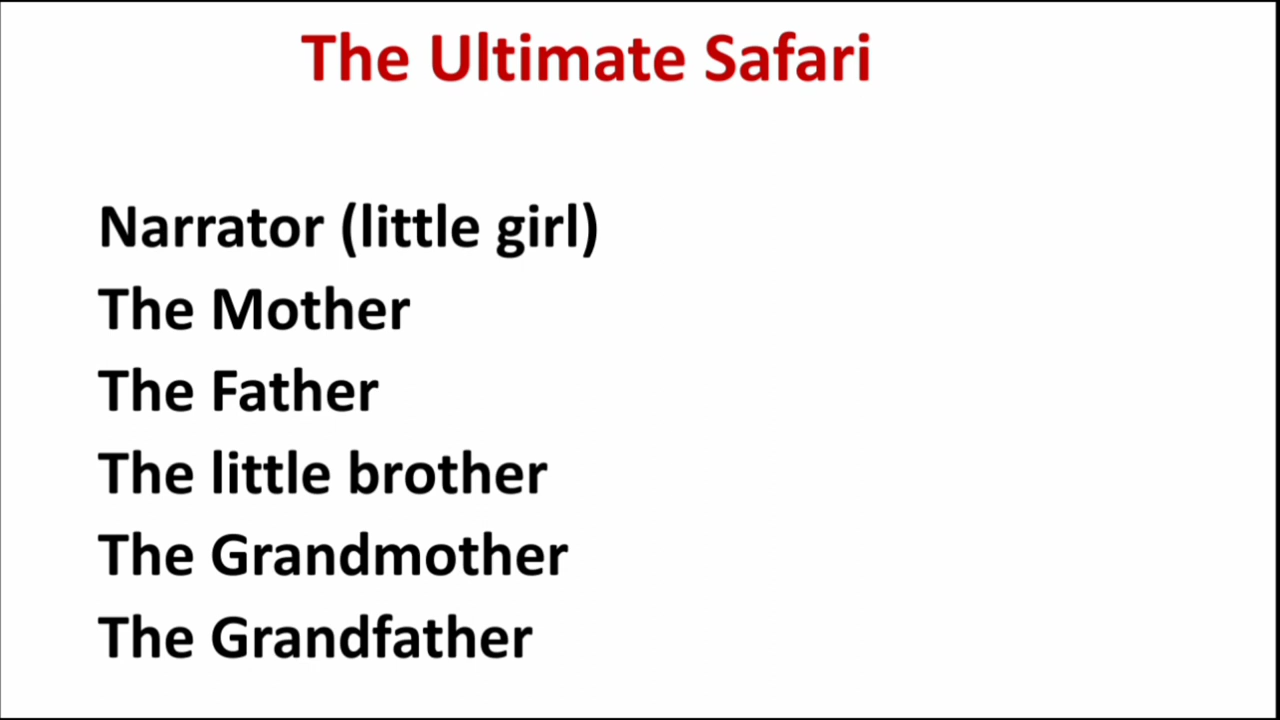 The Ultimate Safari
Narrator (little girl)
The Mother
The Father
The little brother
The Grandmother
The Grandfather